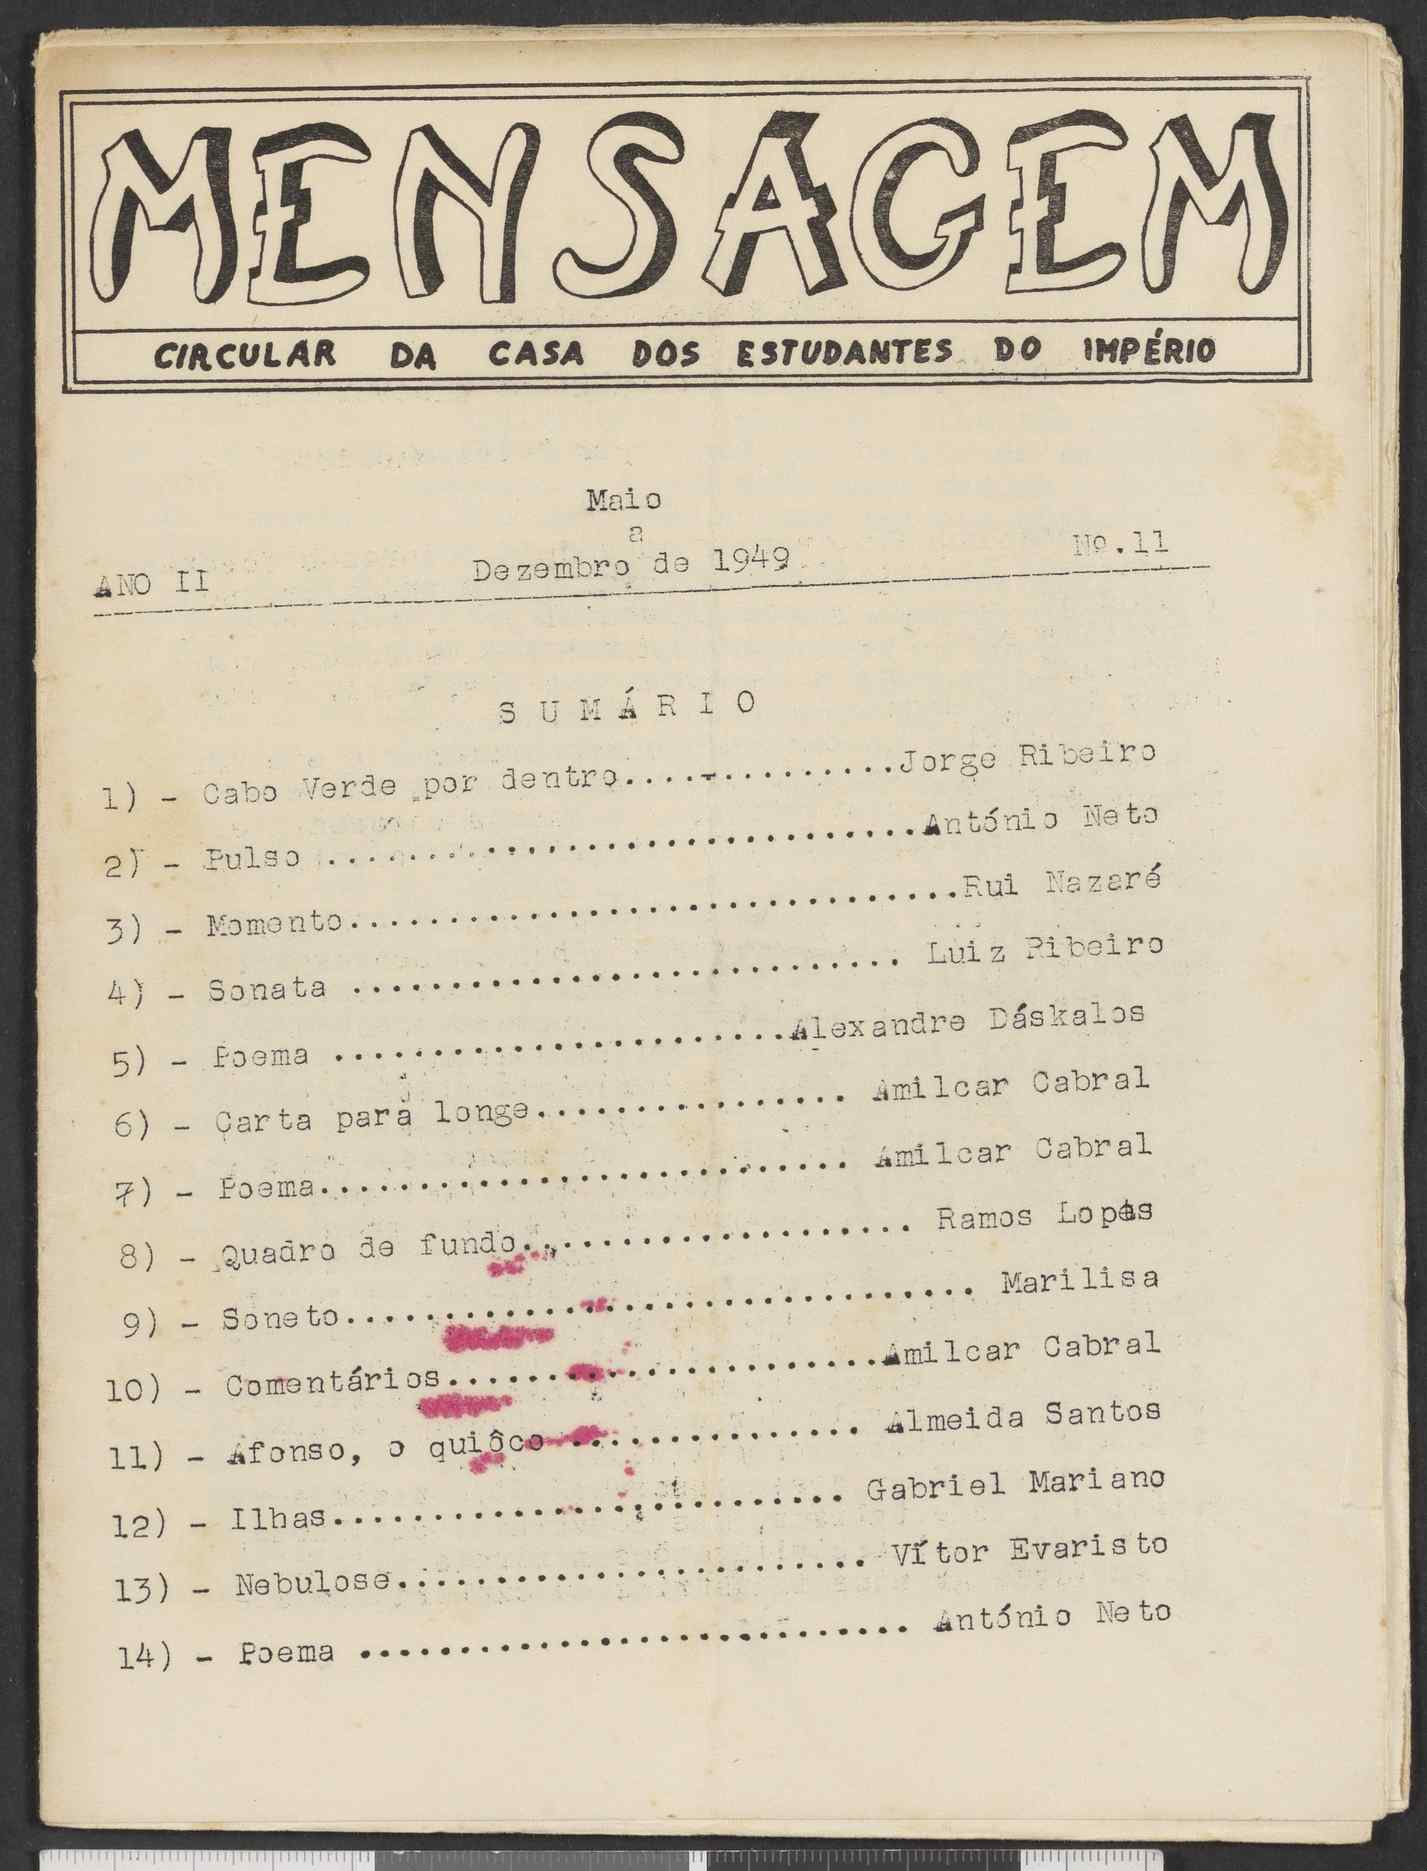 MENSAGEM
CIRCULAR DA CASA DOS ESTUDANTES DO IMPÉRIO
Maio
a
ANO II Dezembro de 1949 Nº.11
SUMÁRIO
1) - Cabo Verde por dentro...............Jorge Ribeiro
2) - Pulso ..............................António Neto
3) - Momento...............................Rui Nazaré
4) - Sonata ............................ Luiz Ribeiro
5) - Poema .......................Alexandre Dáskalos
6) - Carta para longe................ Amilcar Cabral
7) - Poema........................... Amilcar Cabral
8) - Quadro de fundo.................... Ramos Lopes
9) - Soneto................................ Marilisa
10) - Comentários......................Amilcar Cabral
11) - Afonso, o quiôco ............... Almeida Santos
12) - Ilhas.......................... Gabriel Mariano
13) - Nebulose........................ Vítor Evaristo
14) - Poema ............................ António Neto